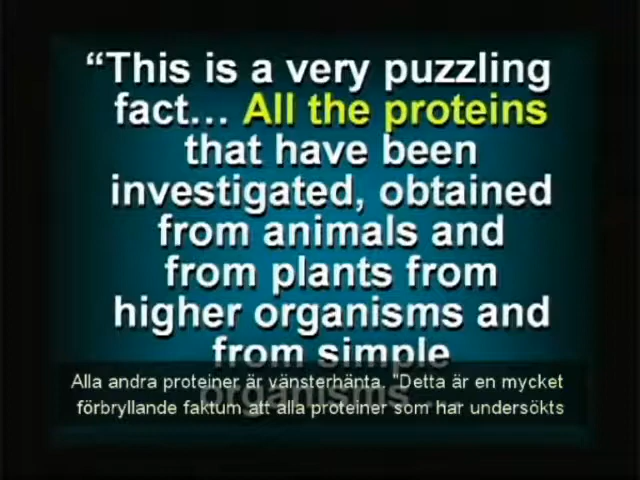 “This is a very puzzling
fact... All the proteins
that have been
investigated, obtained
from animals and
from plants from
higher organisms and
from simple
organisms ...
Alla andra proteiner är vänsterhänta. "Detta är en mycket
förbryllande faktum att alla proteiner som har undersökts